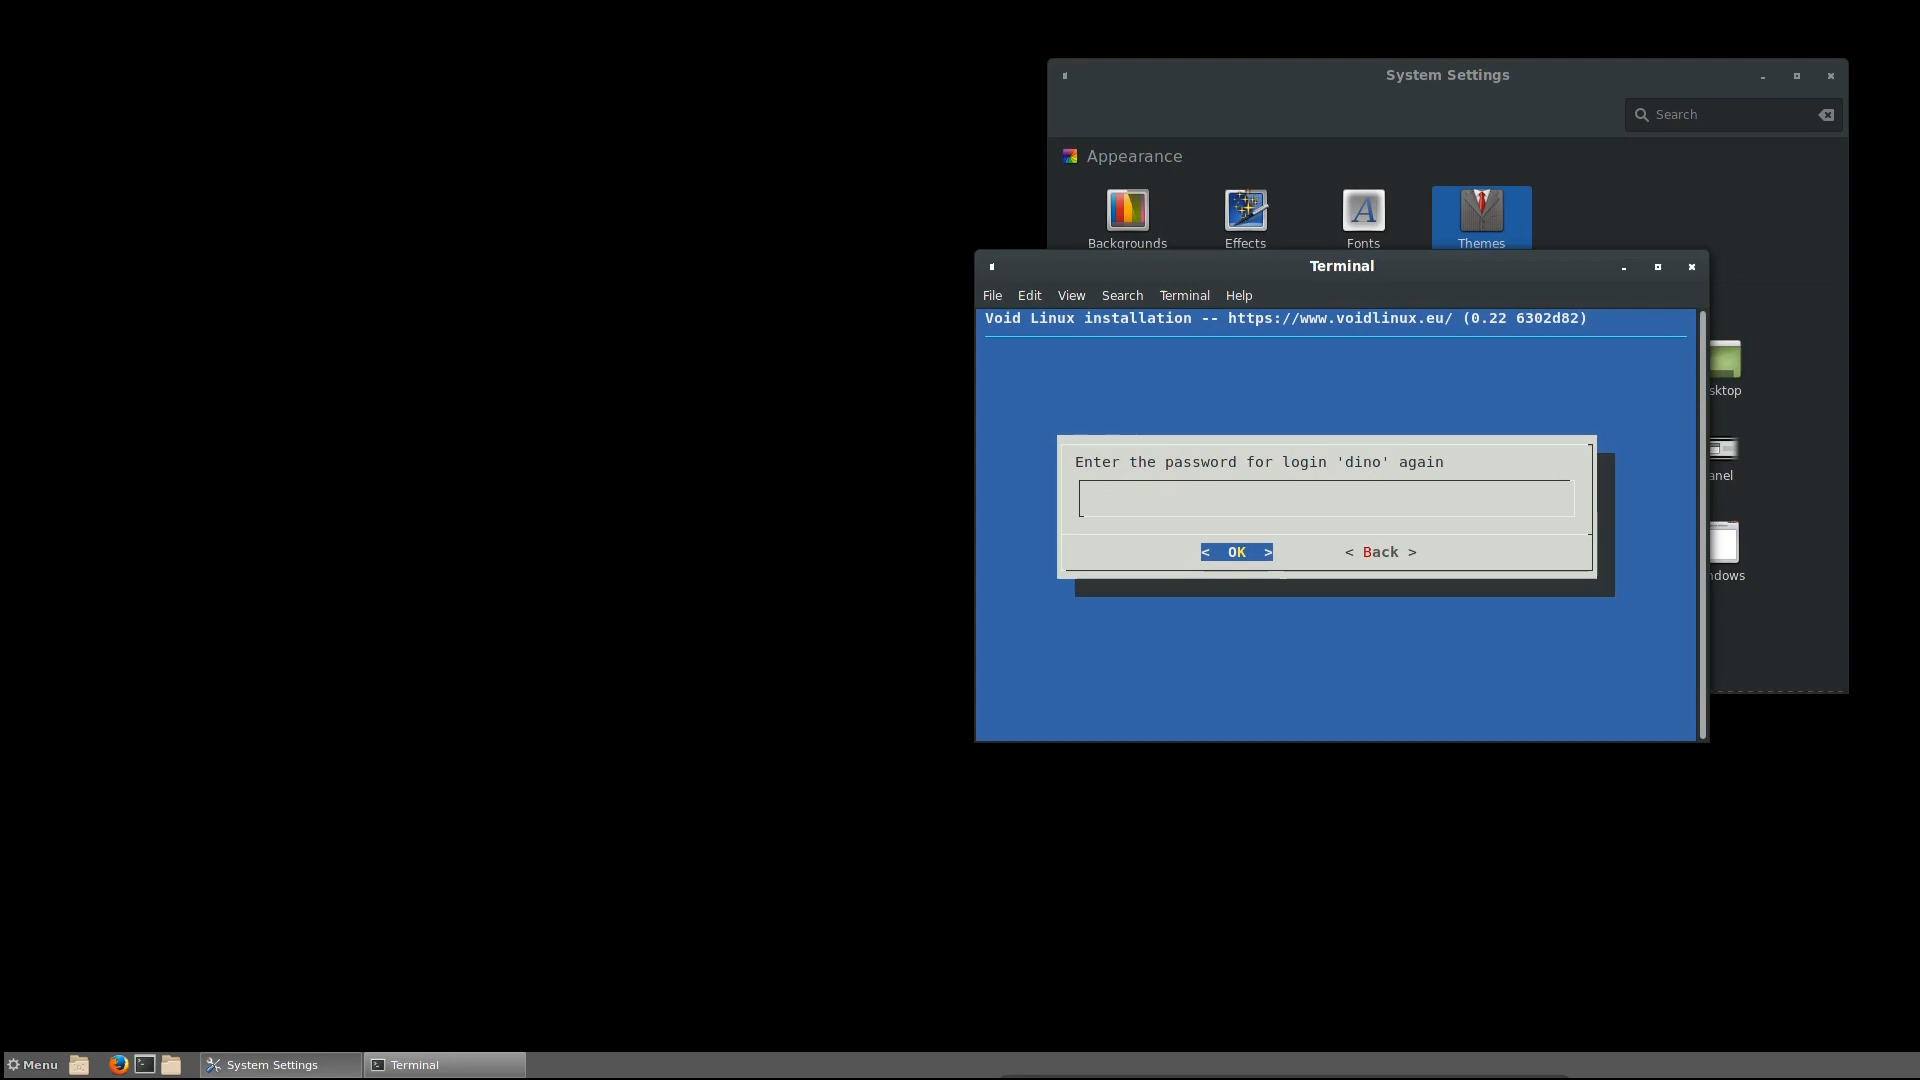 System Settings
Search
Appearance
Backgrounds
Effects
Fonts
Themes
Terminal
File Edit View Search Terminal Help
Void Linux installation -- https://www.voidlinux.eu/ (0.22 6302d82)
Enter the password for login 'dino' again
< OK > < Back >
sktop
anel
ndows
Menu
System Settings
Terminal